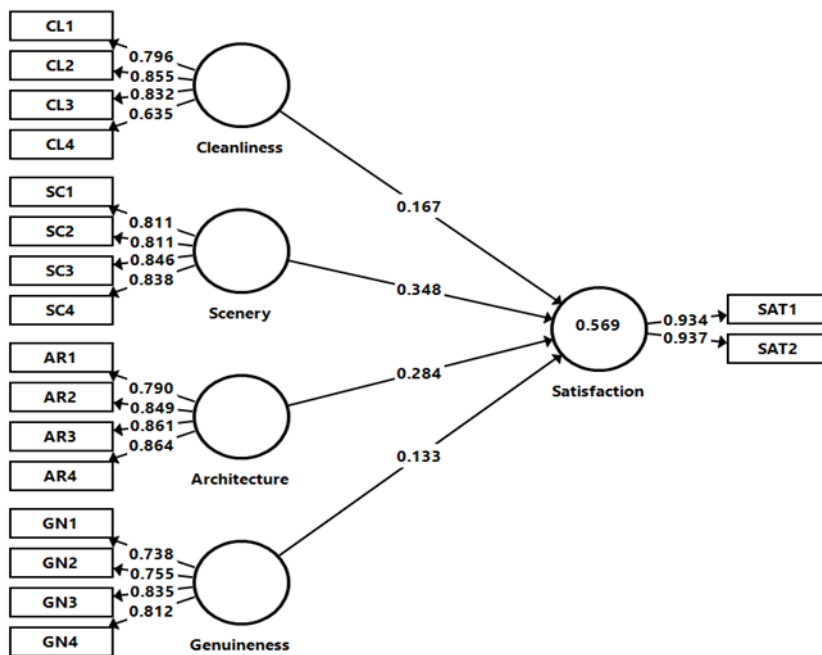 CL1
0.796
CL2
0.855
CL3
0.832
CL4
0.635
Cleanliness
0.167
SC1
0.811
SC2
0.811
SC3
0.846
SC4
0.838
Scenery
0.348
AR1
0.790
AR2
0.849
AR3
0.861
AR4
0.864
Architecture
0.284
GN1
0.738
GN2
0.755
GN3
0.835
GN4
0.812
Genuineness
0.133
0.569
Satisfaction
0.934
SAT1
0.937
SAT2